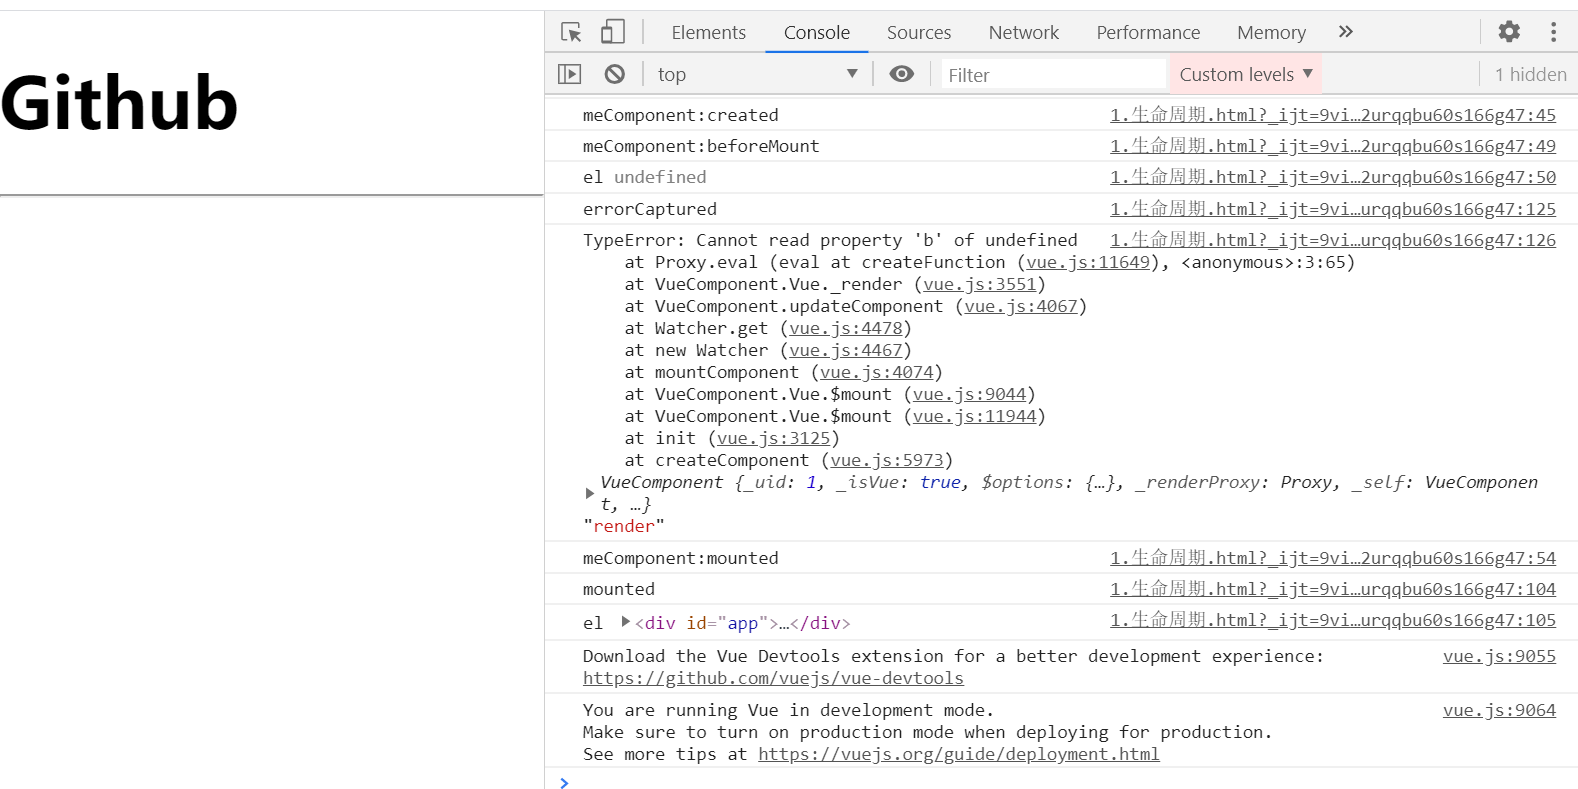 Github
Elements Console Sources Network Performance Memory
top Filter Custom levels 1 hidden
meComponent:created 1.生命周期.html?_ijt=9vi…2urqqbu60s166g47:45
meComponent:beforeMount 1.生命周期.html?_ijt=9vi…2urqqbu60s166g47:49
el undefined 1.生命周期.html?_ijt=9vi…2urqqbu60s166g47:50
errorCaptured 1.生命周期.html?_ijt=9vi…urqqbu60s166g47:125
TypeError: Cannot read property 'b' of undefined 1.生命周期.html?_ijt=9vi…urqqbu60s166g47:126
at Proxy.eval (eval at createFunction (vue.js:11649), <anonymous>:3:65)
at VueComponent.Vue._render (vue.js:3551)
at VueComponent.updateComponent (vue.js:4067)
at Watcher.get (vue.js:4478)
at new Watcher (vue.js:4467)
at mountComponent (vue.js:4074)
at VueComponent.Vue.$mount (vue.js:9044)
at VueComponent.Vue.$mount (vue.js:11944)
at init (vue.js:3125)
at createComponent (vue.js:5973)
VueComponent {_uid: 1, _isVue: true, $options: {…}, _renderProxy: Proxy, _self: VueComponen
t, …}
"render"
meComponent:mounted 1.生命周期.html?_ijt=9vi…2urqqbu60s166g47:54
mounted 1.生命周期.html?_ijt=9vi…urqqbu60s166g47:104
el <div id="app">…</div> 1.生命周期.html?_ijt=9vi…urqqbu60s166g47:105
Download the Vue Devtools extension for a better development experience: vue.js:9055
https://github.com/vuejs/vue-devtools
You are running Vue in development mode. vue.js:9064
Make sure to turn on production mode when deploying for production.
See more tips at https://vuejs.org/guide/deployment.html